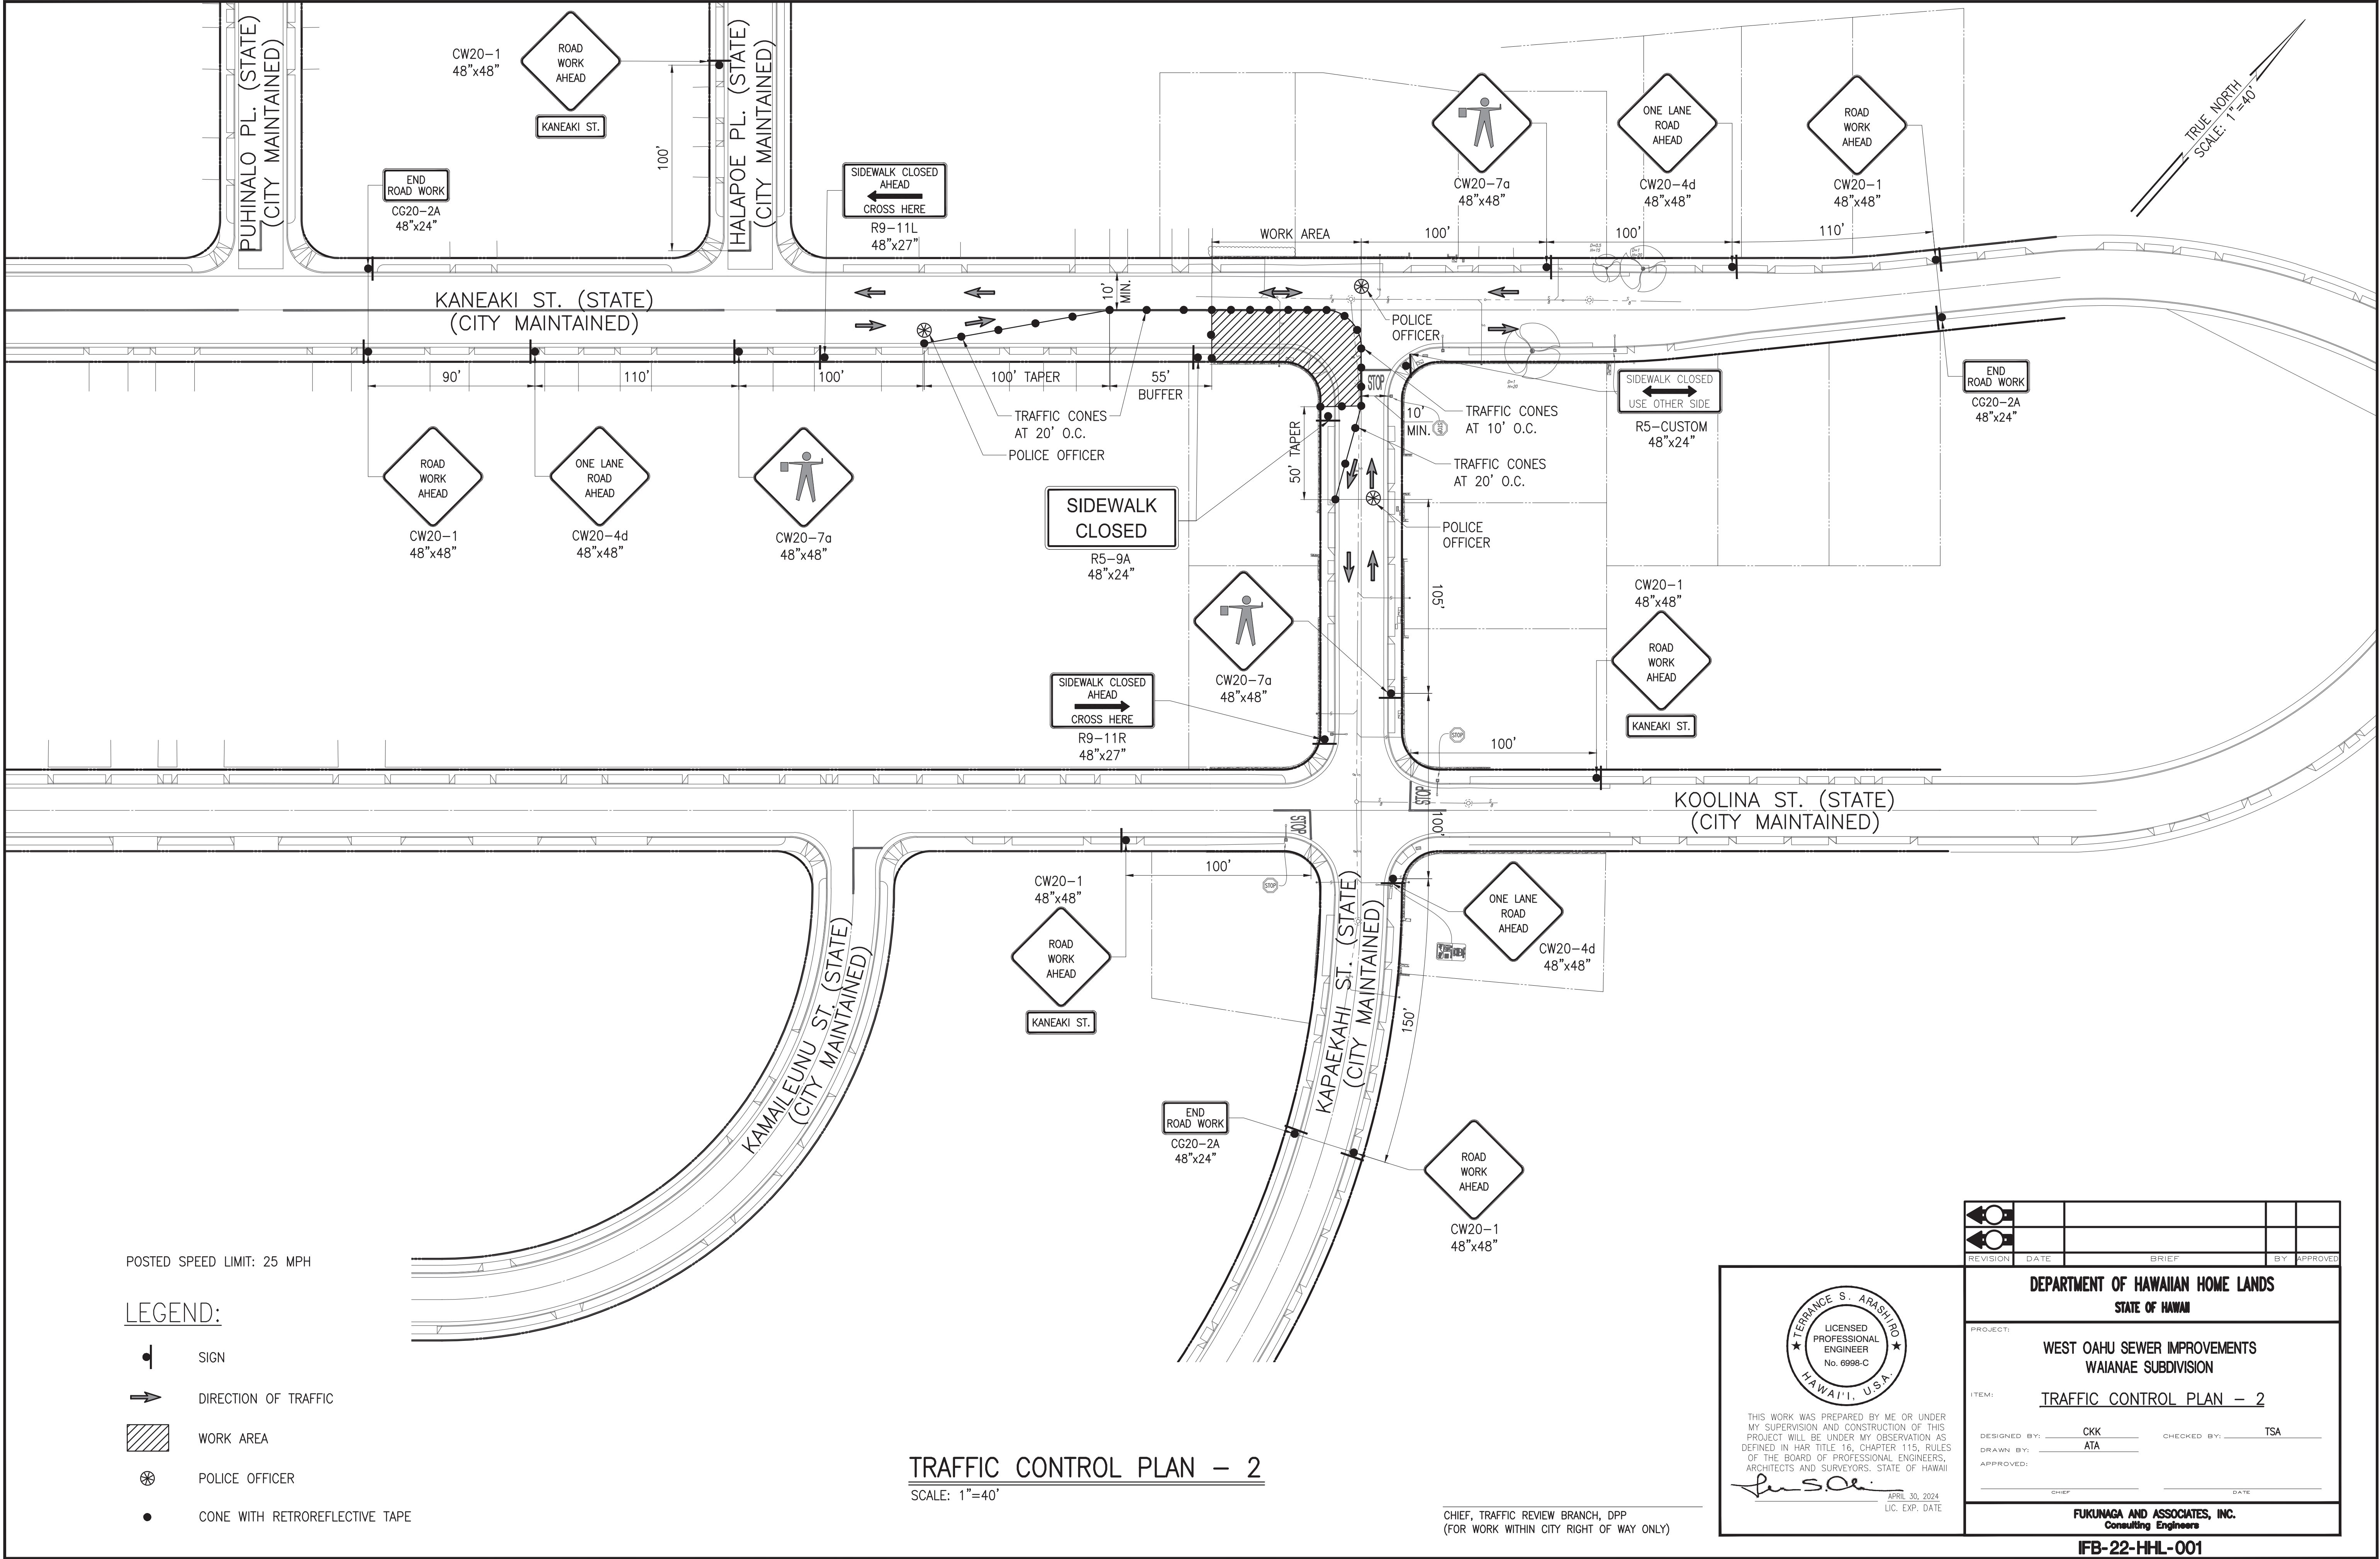 PUHINALO PL. (STATE)
(CITY MAINTAINED)
CW20-1
48"x48"
ROAD
WORK
AHEAD
KANEAKI ST.
100'
HALAPOE PL. (STATE)
(CITY MAINTAINED)
END
ROAD WORK
CG20-2A
48"x24"
SIDEWALK CLOSED
AHEAD
CROSS HERE
R9-11L
48"x27"
WORK AREA
100'
100'
110'
CW20-7a
48"x48"
ONE LANE
ROAD
AHEAD
CW20-4d
48"x48"
ROAD
WORK
AHEAD
CW20-1
48"x48"
TRUE NORTH
SCALE: 1"=40'
KANEAKI ST. (STATE)
(CITY MAINTAINED)
10'
MIN.
POLICE
OFFICER
90'
110'
100'
100' TAPER
55'
BUFFER
TRAFFIC CONES
AT 20' O.C.
POLICE OFFICER
STOP
10'
MIN.
STOP
TRAFFIC CONES
AT 10' O.C.
TRAFFIC CONES
AT 20' O.C.
SIDEWALK CLOSED
USE OTHER SIDE
R5-CUSTOM
48"x24"
END
ROAD WORK
CG20-2A
48"x24"
ROAD
WORK
AHEAD
CW20-1
48"x48"
ONE LANE
ROAD
AHEAD
CW20-4d
48"x48"
CW20-7a
48"x48"
50' TAPER
SIDEWALK
CLOSED
R5-9A
48"x24"
POLICE
OFFICER
105'
CW20-7a
48"x48"
CW20-1
48"x48"
ROAD
WORK
AHEAD
KANEAKI ST.
SIDEWALK CLOSED
AHEAD
CROSS HERE
R9-11R
48"x27"
STOP
100'
STOP
STOP
100'
KOOLINA ST. (STATE)
(CITY MAINTAINED)
100'
STOP
CW20-1
48"x48"
ROAD
WORK
AHEAD
KANEAKI ST.
ONE LANE
ROAD
AHEAD
CW20-4d
48"x48"
KAMAILEUNU ST. (STATE)
(CITY MAINTAINED)
KAPAEKAHI ST. (STATE)
(CITY MAINTAINED)
150'
END
ROAD WORK
CG20-2A
48"x24"
ROAD
WORK
AHEAD
CW20-1
48"x48"
POSTED SPEED LIMIT: 25 MPH
LEGEND:
SIGN
DIRECTION OF TRAFFIC
WORK AREA
POLICE OFFICER
CONE WITH RETROREFLECTIVE TAPE
TRAFFIC CONTROL PLAN - 2
SCALE: 1"=40'
CHIEF, TRAFFIC REVIEW BRANCH, DPP
(FOR WORK WITHIN CITY RIGHT OF WAY ONLY)
TERRANCE S. ARASHIRO
LICENSED
PROFESSIONAL
ENGINEER
No. 6998-C
HAWAI'I, U.S.A.
THIS WORK WAS PREPARED BY ME OR UNDER
MY SUPERVISION AND CONSTRUCTION OF THIS
PROJECT WILL BE UNDER MY OBSERVATION AS
DEFINED IN HAR TITLE 16, CHAPTER 115, RULES
OF THE BOARD OF PROFESSIONAL ENGINEERS,
ARCHITECTS AND SURVEYORS. STATE OF HAWAII
APRIL 30, 2024
LIC. EXP. DATE
REVISION DATE BRIEF BY APPROVED
DEPARTMENT OF HAWAIIAN HOME LANDS
STATE OF HAWAII
PROJECT:
WEST OAHU SEWER IMPROVEMENTS
WAIANAE SUBDIVISION
ITEM:
TRAFFIC CONTROL PLAN - 2
DESIGNED BY: CKK CHECKED BY: TSA
DRAWN BY: ATA
APPROVED:
CHIEF DATE
FUKUNAGA AND ASSOCIATES, INC.
Consulting Engineers
IFB-22-HHL-001